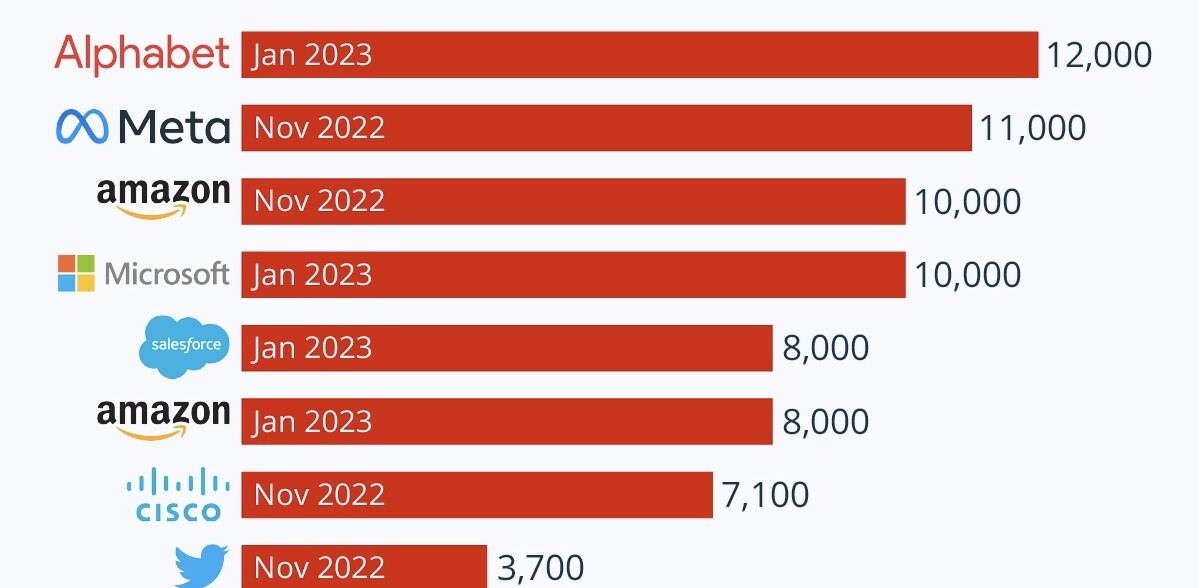 Alphabet Jan 2023 12,000
Meta Nov 2022 11,000
amazon Nov 2022 10,000
Microsoft Jan 2023 10,000
salesforce Jan 2023 8,000
amazon Jan 2023 8,000
CISCO Nov 2022 7,100
Nov 2022 3,700